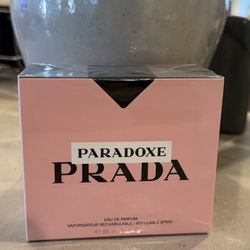 PARADOXE
PRADA
EAU DE PARFUM
VAPORISATEUR RECHARGEABLE / REFILLABLE SPRAY